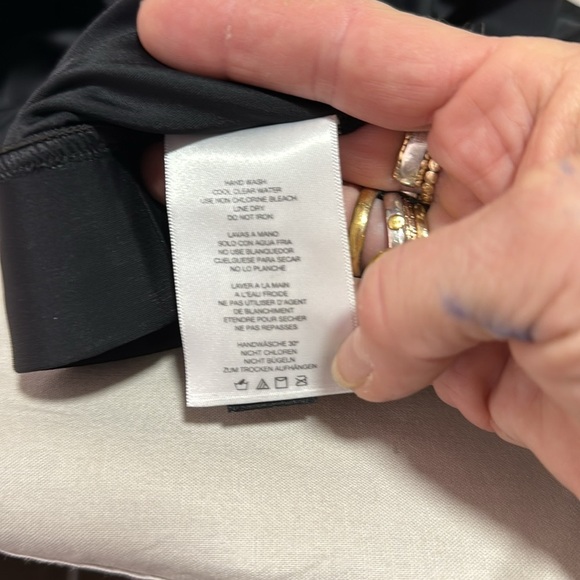 HAND WASH
COOL CLEAR WATER
USE NON CHLORINE BLEACH
LINE DRY
DO NOT IRON
LAVAS A MANO
SOLO CON AGUA FRIA
NO USE BLANQUEDOR
CUELGUESE PARA SECAR
NO LO PLANCHE
LAVER A LA MAIN
A L'EAU FROIDE
NE PAS UTILISER D'AGENT
DE BLANCHIMENT
ETENDRE POUR SECHER
NE PAS REPASSES
HANDWÄSCHE 30°
NICHT CHLOREN
NICHT BÜGELN
ZUM TROCKEN AUFHÄNGEN